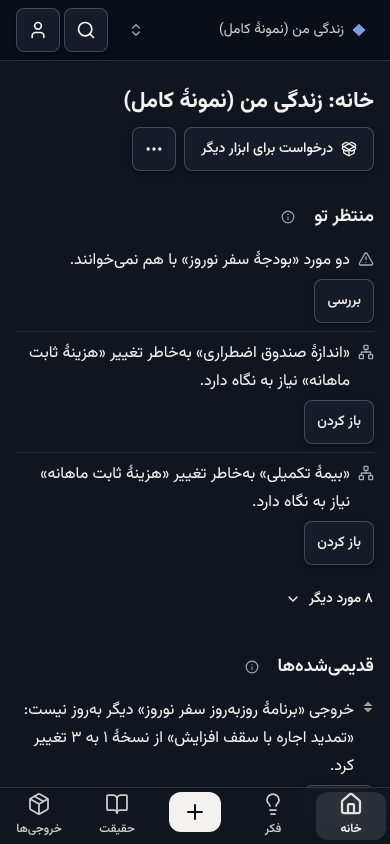 زندگی من (نمونهٔ کامل)
خانه: زندگی من (نمونهٔ کامل)
درخواست برای ابزار دیگر
منتظر تو
دو مورد «بودجهٔ سفر نوروز» با هم نمی‌خوانند.
بررسی
«اندازهٔ صندوق اضطراری» به‌خاطر تغییر «هزینهٔ ثابت
ماهانه» نیاز به نگاه دارد.
باز کردن
«بیمهٔ تکمیلی» به‌خاطر تغییر «هزینهٔ ثابت ماهانه»
نیاز به نگاه دارد.
باز کردن
۸ مورد دیگر
قدیمی‌شده‌ها
خروجی «برنامهٔ روزبه‌روز سفر نوروز» دیگر به‌روز نیست:
«تمدید اجاره با سقف افزایش» از نسخهٔ ۱ به ۳ تغییر
کرد.
خانه
فکر
حقیقت
خروجی‌ها